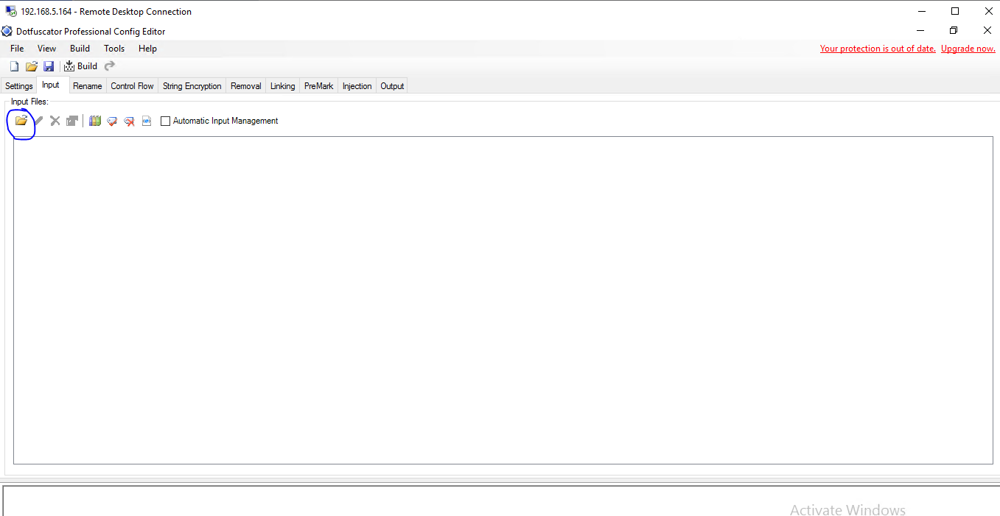 192.168.5.164 - Remote Desktop Connection
Dotfuscator Professional Config Editor
File View Build Tools Help Your protection is out of date. Upgrade now.
Build
Settings Input Rename Control Flow String Encryption Removal Linking PreMark Injection Output
Input Files:
Automatic Input Management
Activate Windows